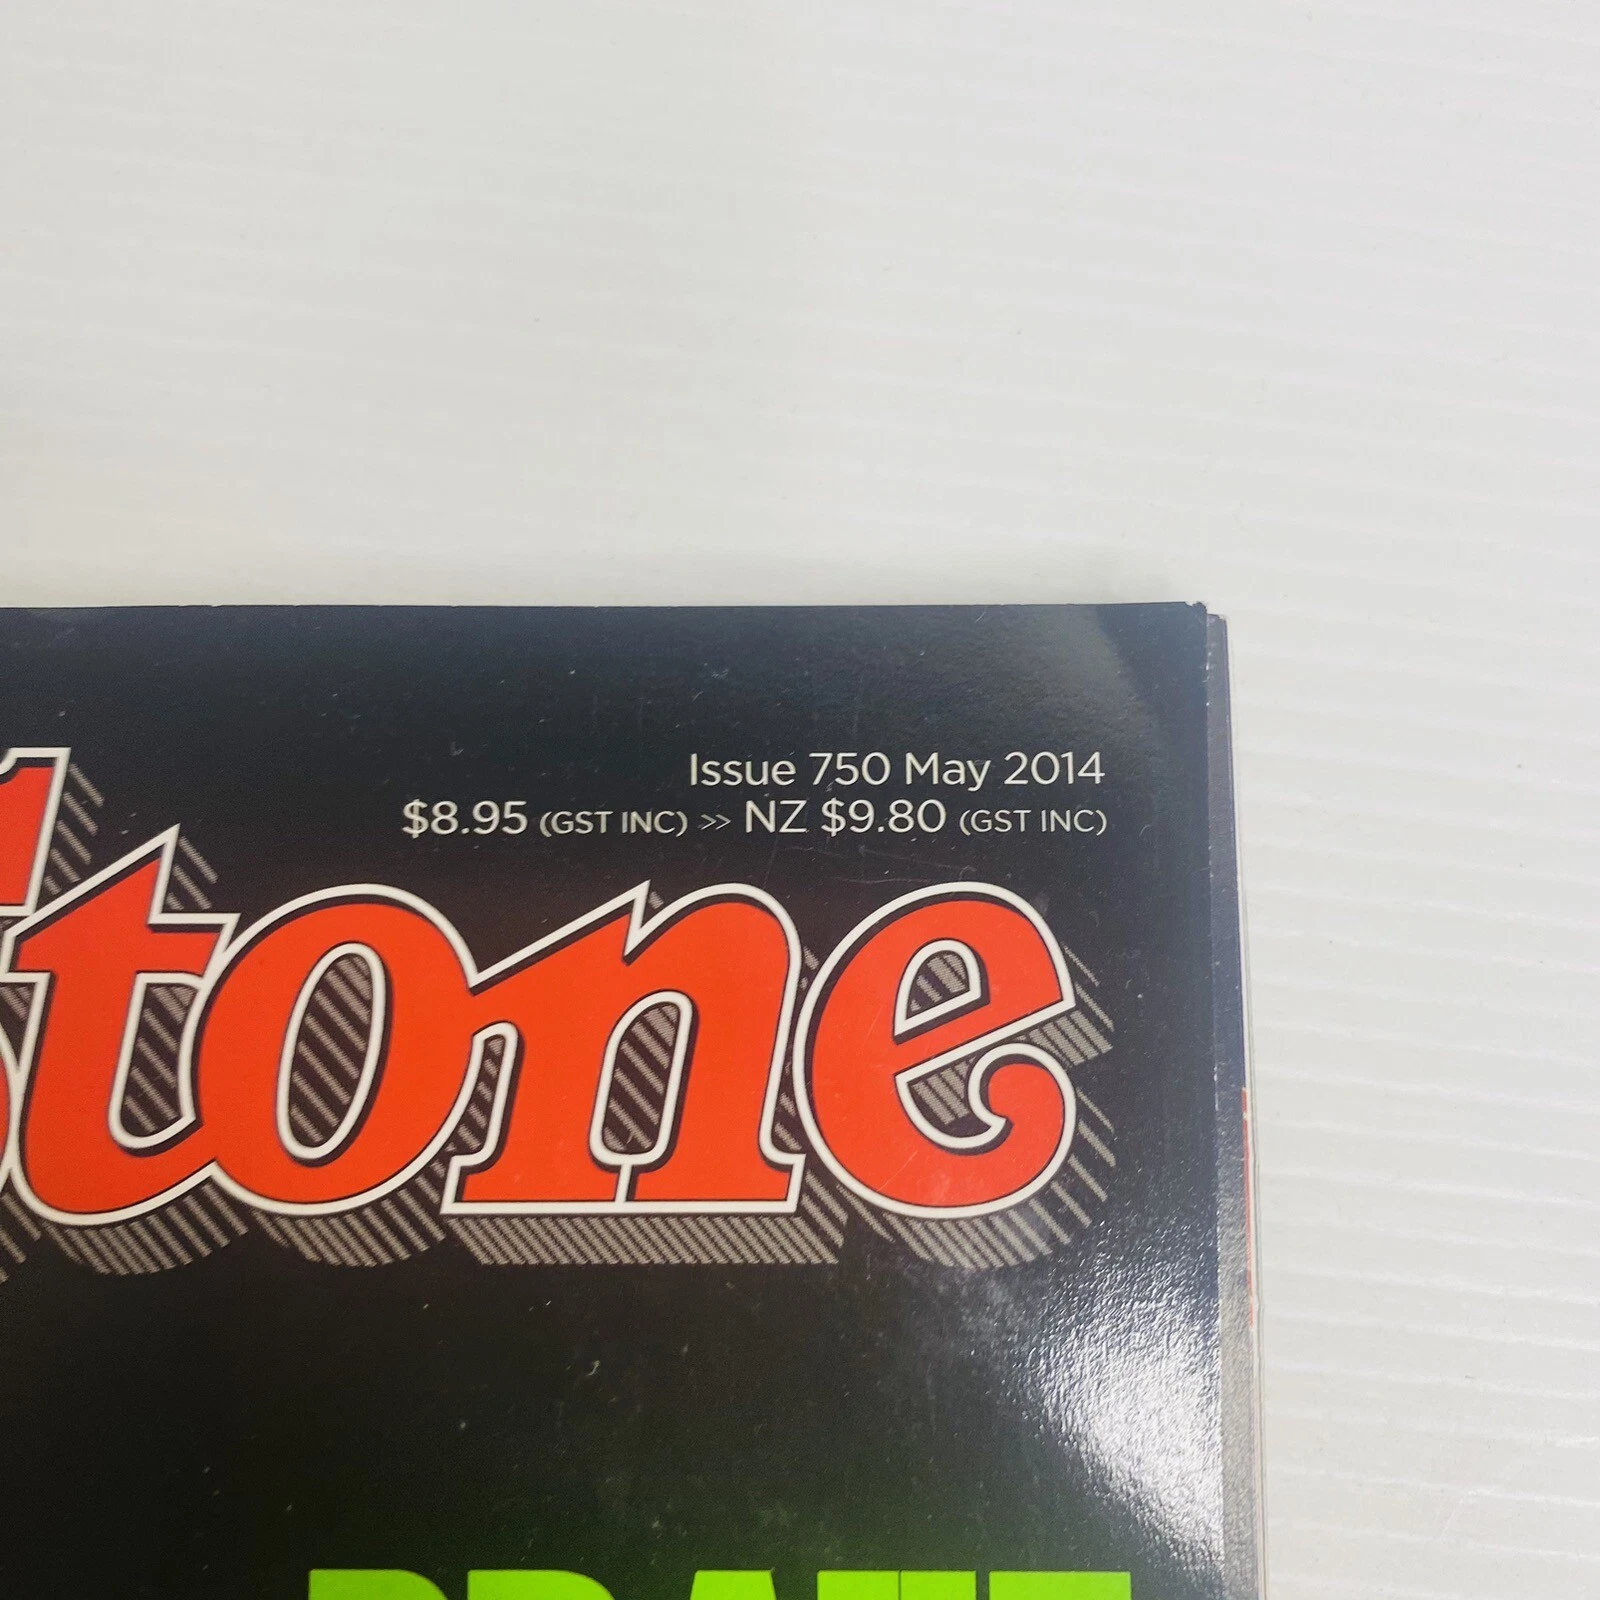 Issue 750 May 2014
$8.95 (GST INC) >> NZ $9.80 (GST INC)
stone